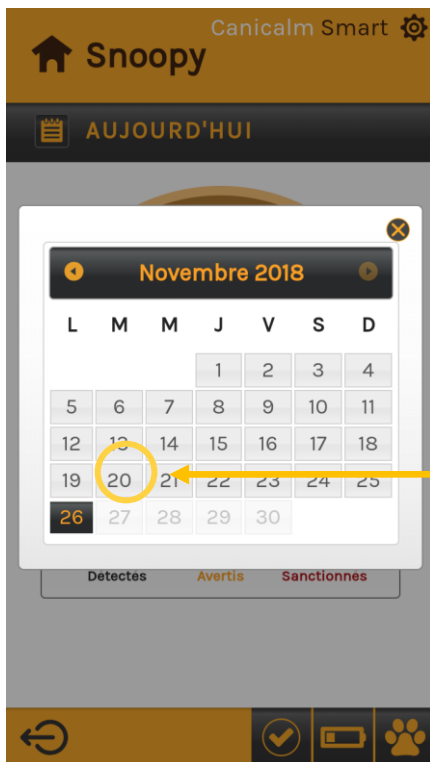 Canicalm Smart
Snoopy
AUJOURD'HUI
Novembre 2018
L M M J V S D
1 2 3 4
5 6 7 8 9 10 11
12 13 14 15 16 17 18
19 20 21 22 23 24 25
26 27 28 29 30
Détectés Avertis Sanctionnés